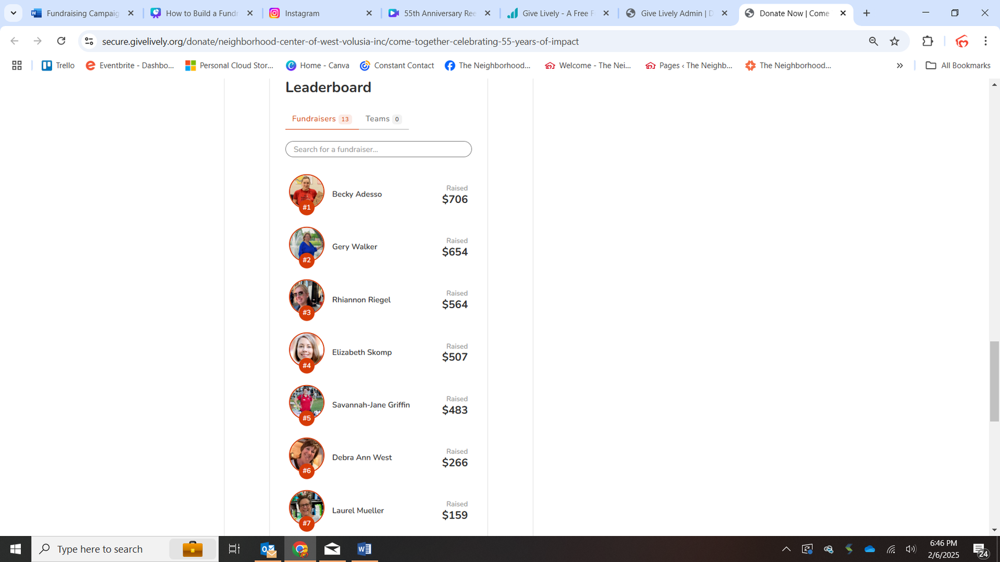 Fundraising Campaig
How to Build a Fundr
Instagram
55th Anniversary Ree
Give Lively - A Free F
Give Lively Admin | D
Donate Now | Come
secure.givelively.org/donate/neighborhood-center-of-west-volusia-inc/come-together-celebrating-55-years-of-impact
Trello
Eventbrite - Dashbo...
Personal Cloud Stor...
Home - Canva
Constant Contact
The Neighborhood...
Welcome - The Nei...
Pages ‹ The Neighb...
The Neighborhood...
»
All Bookmarks
Leaderboard
Fundraisers 13
Teams 0
Search for a fundraiser...
#1
Becky Adesso
Raised
$706
#2
Gery Walker
Raised
$654
#3
Rhiannon Riegel
Raised
$564
#4
Elizabeth Skomp
Raised
$507
#5
Savannah-Jane Griffin
Raised
$483
#6
Debra Ann West
Raised
$266
#7
Laurel Mueller
Raised
$159
Type here to search
6:46 PM
2/6/2025
24